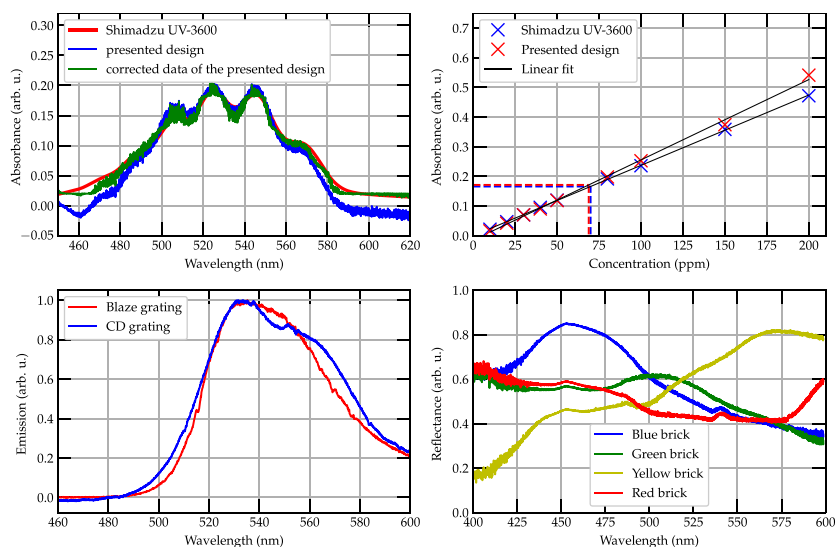 0.30
0.25
0.20
0.15
0.10
0.05
0.00
−0.05
Absorbance (arb. u.)
Shimadzu UV-3600
presented design
corrected data of the presented design
460 480 500 520 540 560 580 600 620
Wavelength (nm)
0.7
0.6
0.5
0.4
0.3
0.2
0.1
0.0
Absorbance (arb. u.)
Shimadzu UV-3600
Presented design
Linear fit
0 25 50 75 100 125 150 175 200
Concentration (ppm)
1.0
0.8
0.6
0.4
0.2
0.0
Emission (arb. u.)
Blaze grating
CD grating
460 480 500 520 540 560 580 600
Wavelength (nm)
1.0
0.8
0.6
0.4
0.2
0.0
Reflectance (arb. u.)
Blue brick
Green brick
Yellow brick
Red brick
400 425 450 475 500 525 550 575 600
Wavelength (nm)